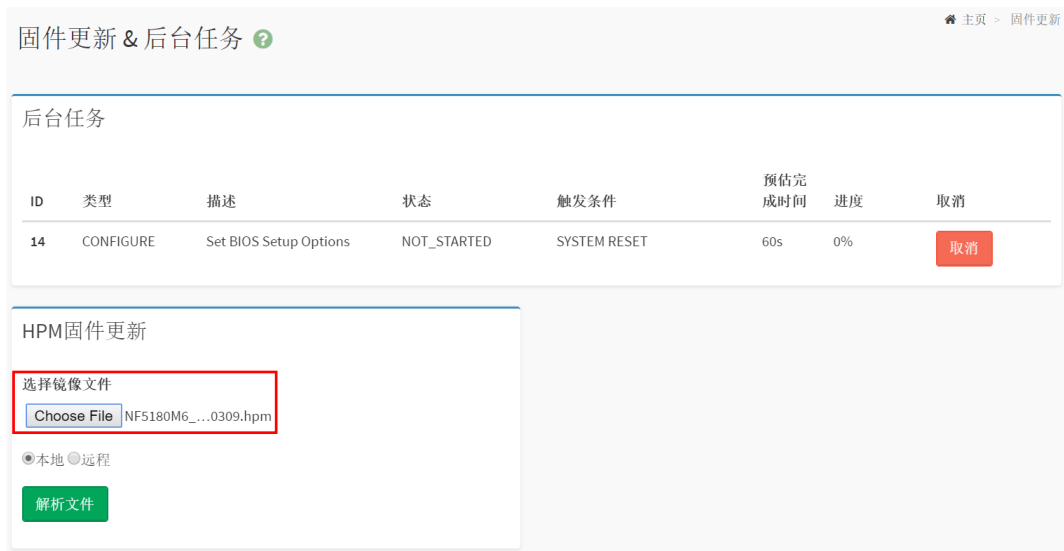 主页 > 固件更新
固件更新 & 后台任务
后台任务
ID 类型 描述 状态 触发条件 预估完成时间 进度 取消
14 CONFIGURE Set BIOS Setup Options NOT_STARTED SYSTEM RESET 60s 0% 取消
HPM固件更新
选择镜像文件
Choose File NF5180M6_...0309.hpm
本地 远程
解析文件